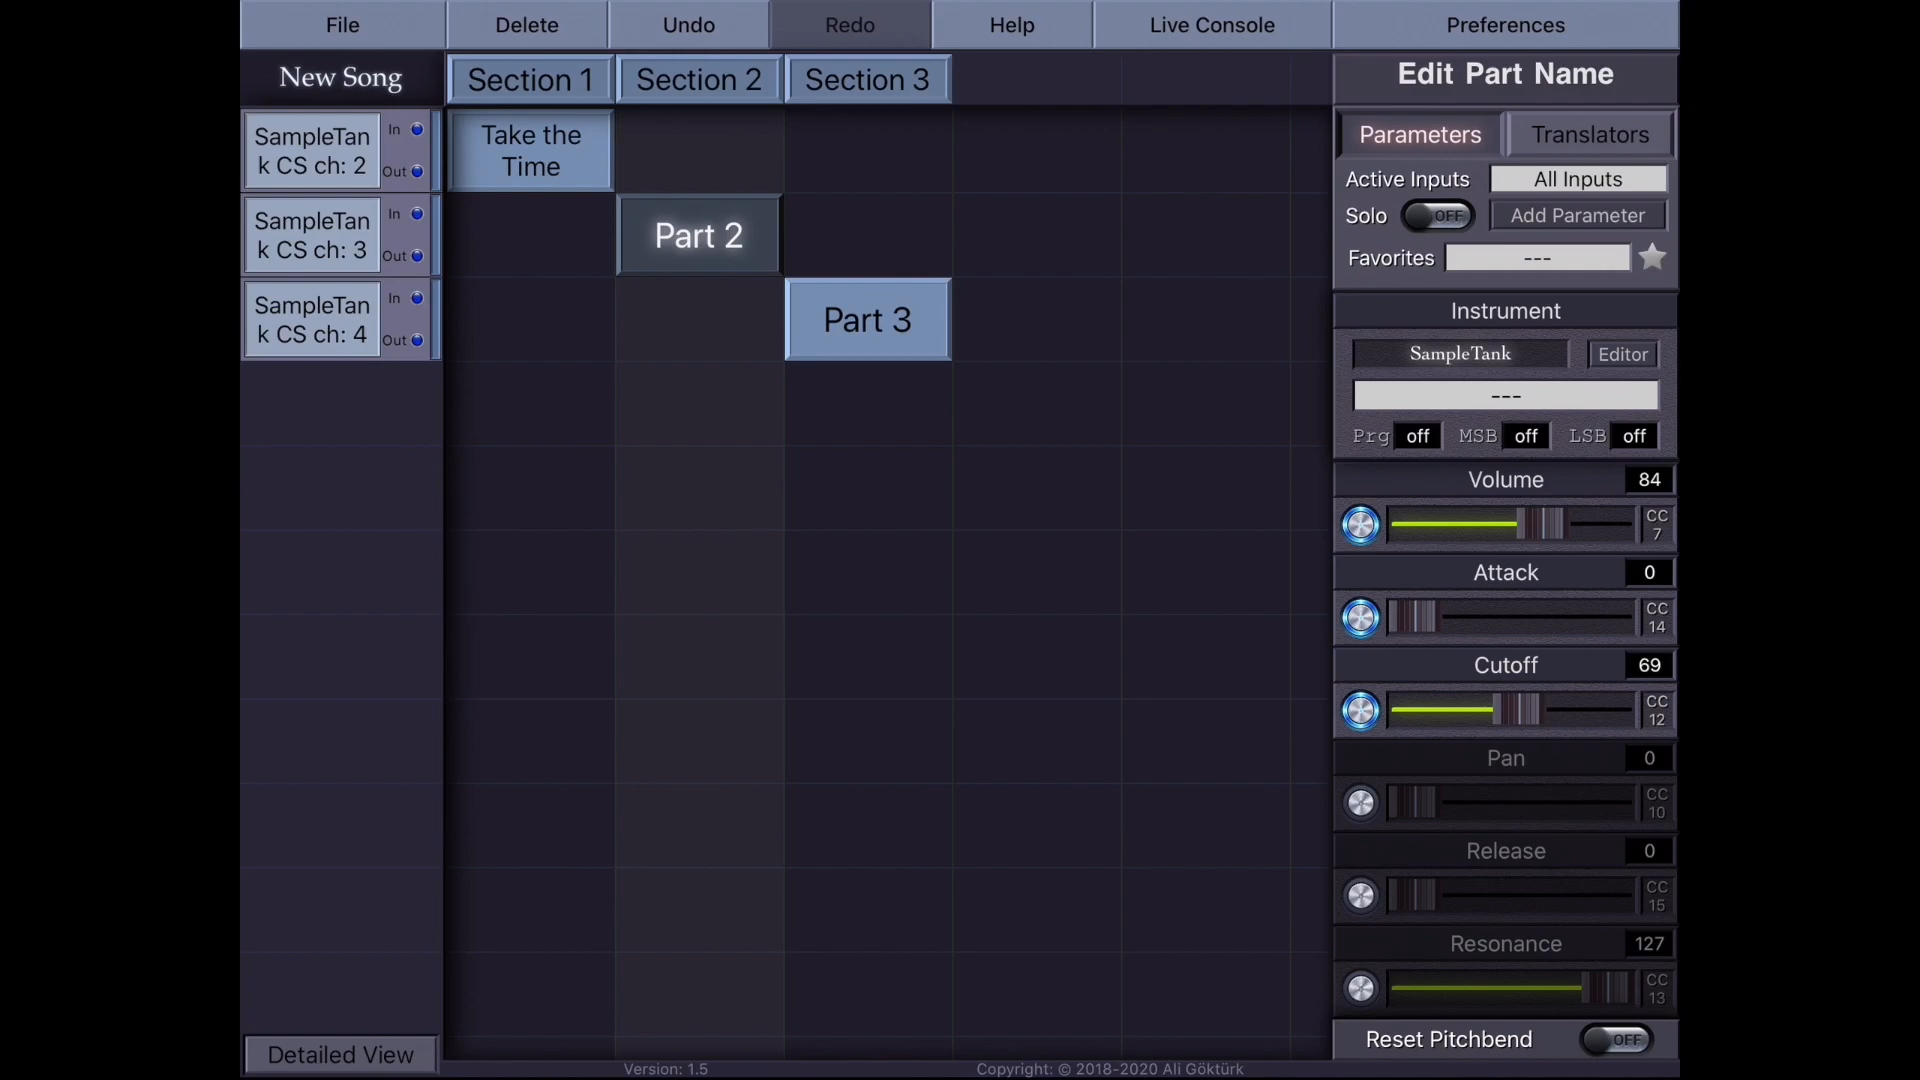 File
Delete
Undo
Redo
Help
Live Console
Preferences
New Song
Section 1
Section 2
Section 3
Edit Part Name
SampleTan
k CS ch: 2
In
Out
Take the
Time
Parameters
Translators
Active Inputs
All Inputs
Solo
OFF
Add Parameter
Favorites
---
SampleTan
k CS ch: 3
In
Out
Part 2
SampleTan
k CS ch: 4
In
Out
Part 3
Instrument
SampleTank
Editor
---
Prg off MSB off LSB off
Volume
84
CC
7
Attack
0
CC
14
Cutoff
69
CC
12
Pan
0
CC
10
Release
0
CC
15
Resonance
127
CC
13
Reset Pitchbend
OFF
Detailed View
Version: 1.5
Copyright: © 2018-2020 Ali Göktürk